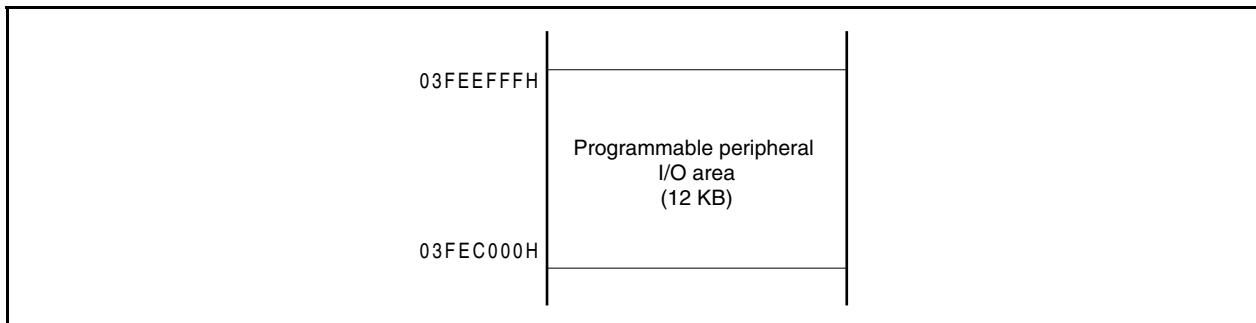 03FEEFFFH
Programmable peripheral
I/O area
(12 KB)
03FEC000H